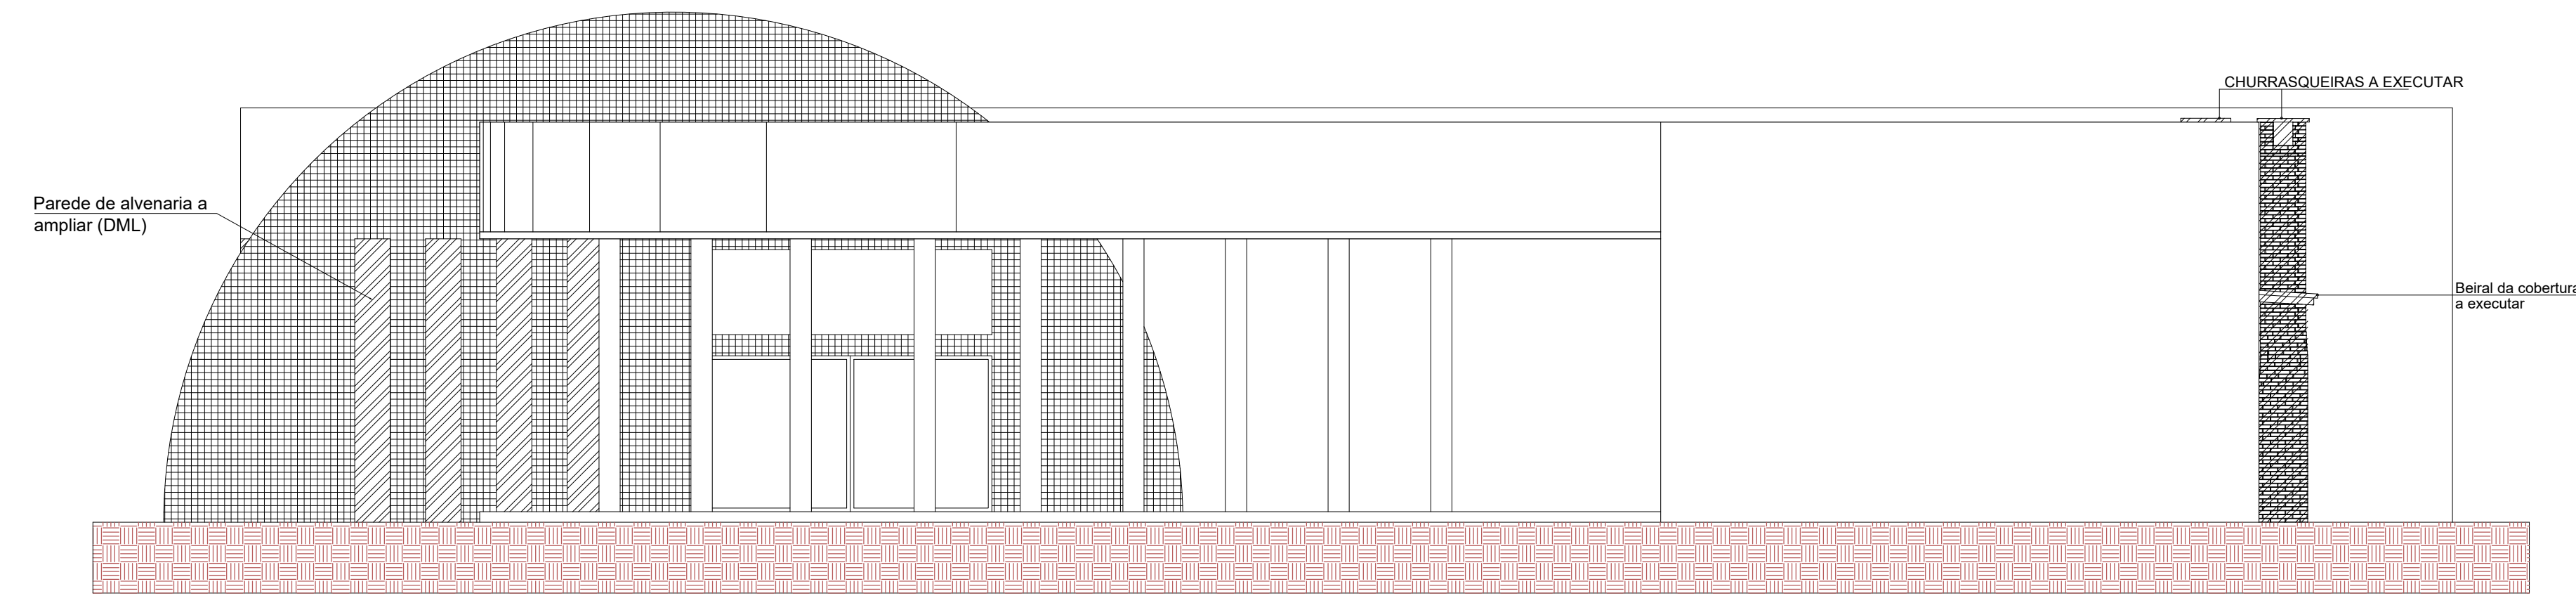 CHURRASQUEIRAS A EXECUTAR
Parede de alvenaria a
ampliar (DML)
Beiral da cobertura
a executar